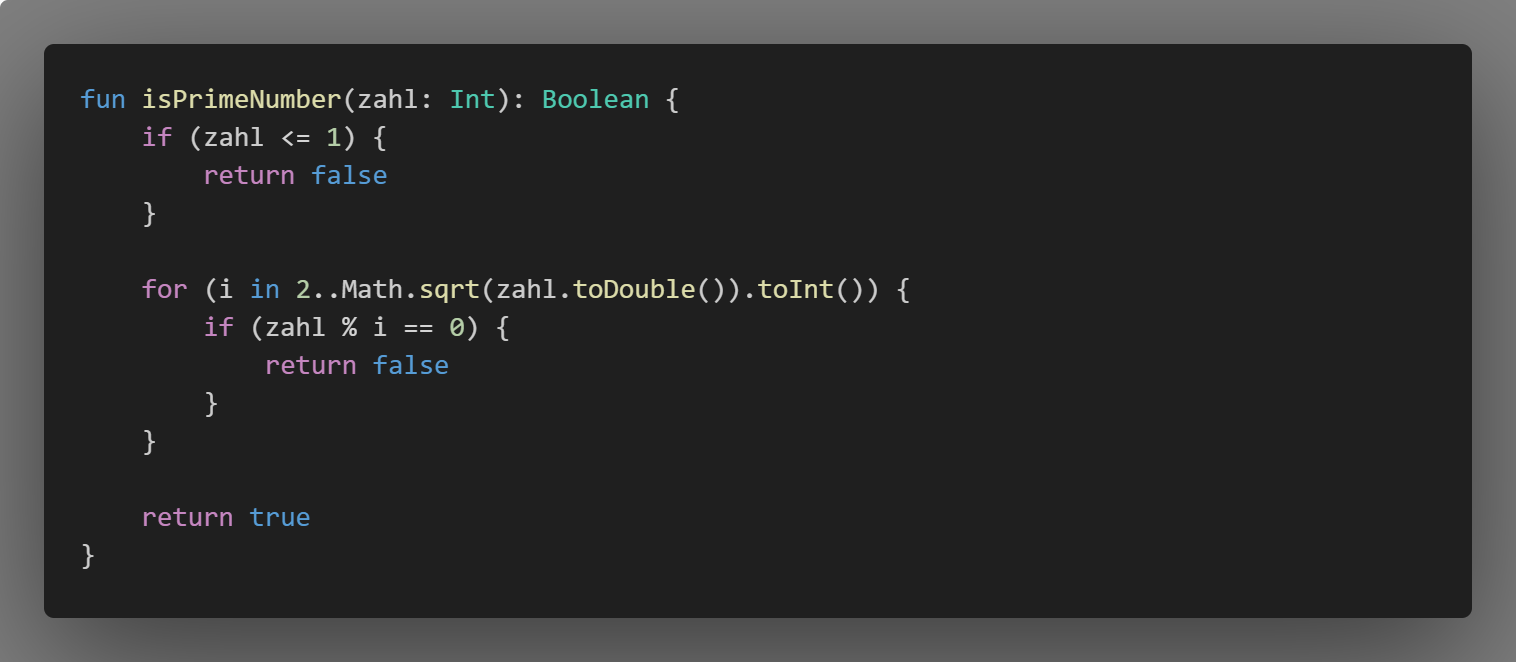 fun isPrimeNumber(zahl: Int): Boolean {
    if (zahl <= 1) {
        return false
    }

    for (i in 2..Math.sqrt(zahl.toDouble()).toInt()) {
        if (zahl % i == 0) {
            return false
        }
    }

    return true
}